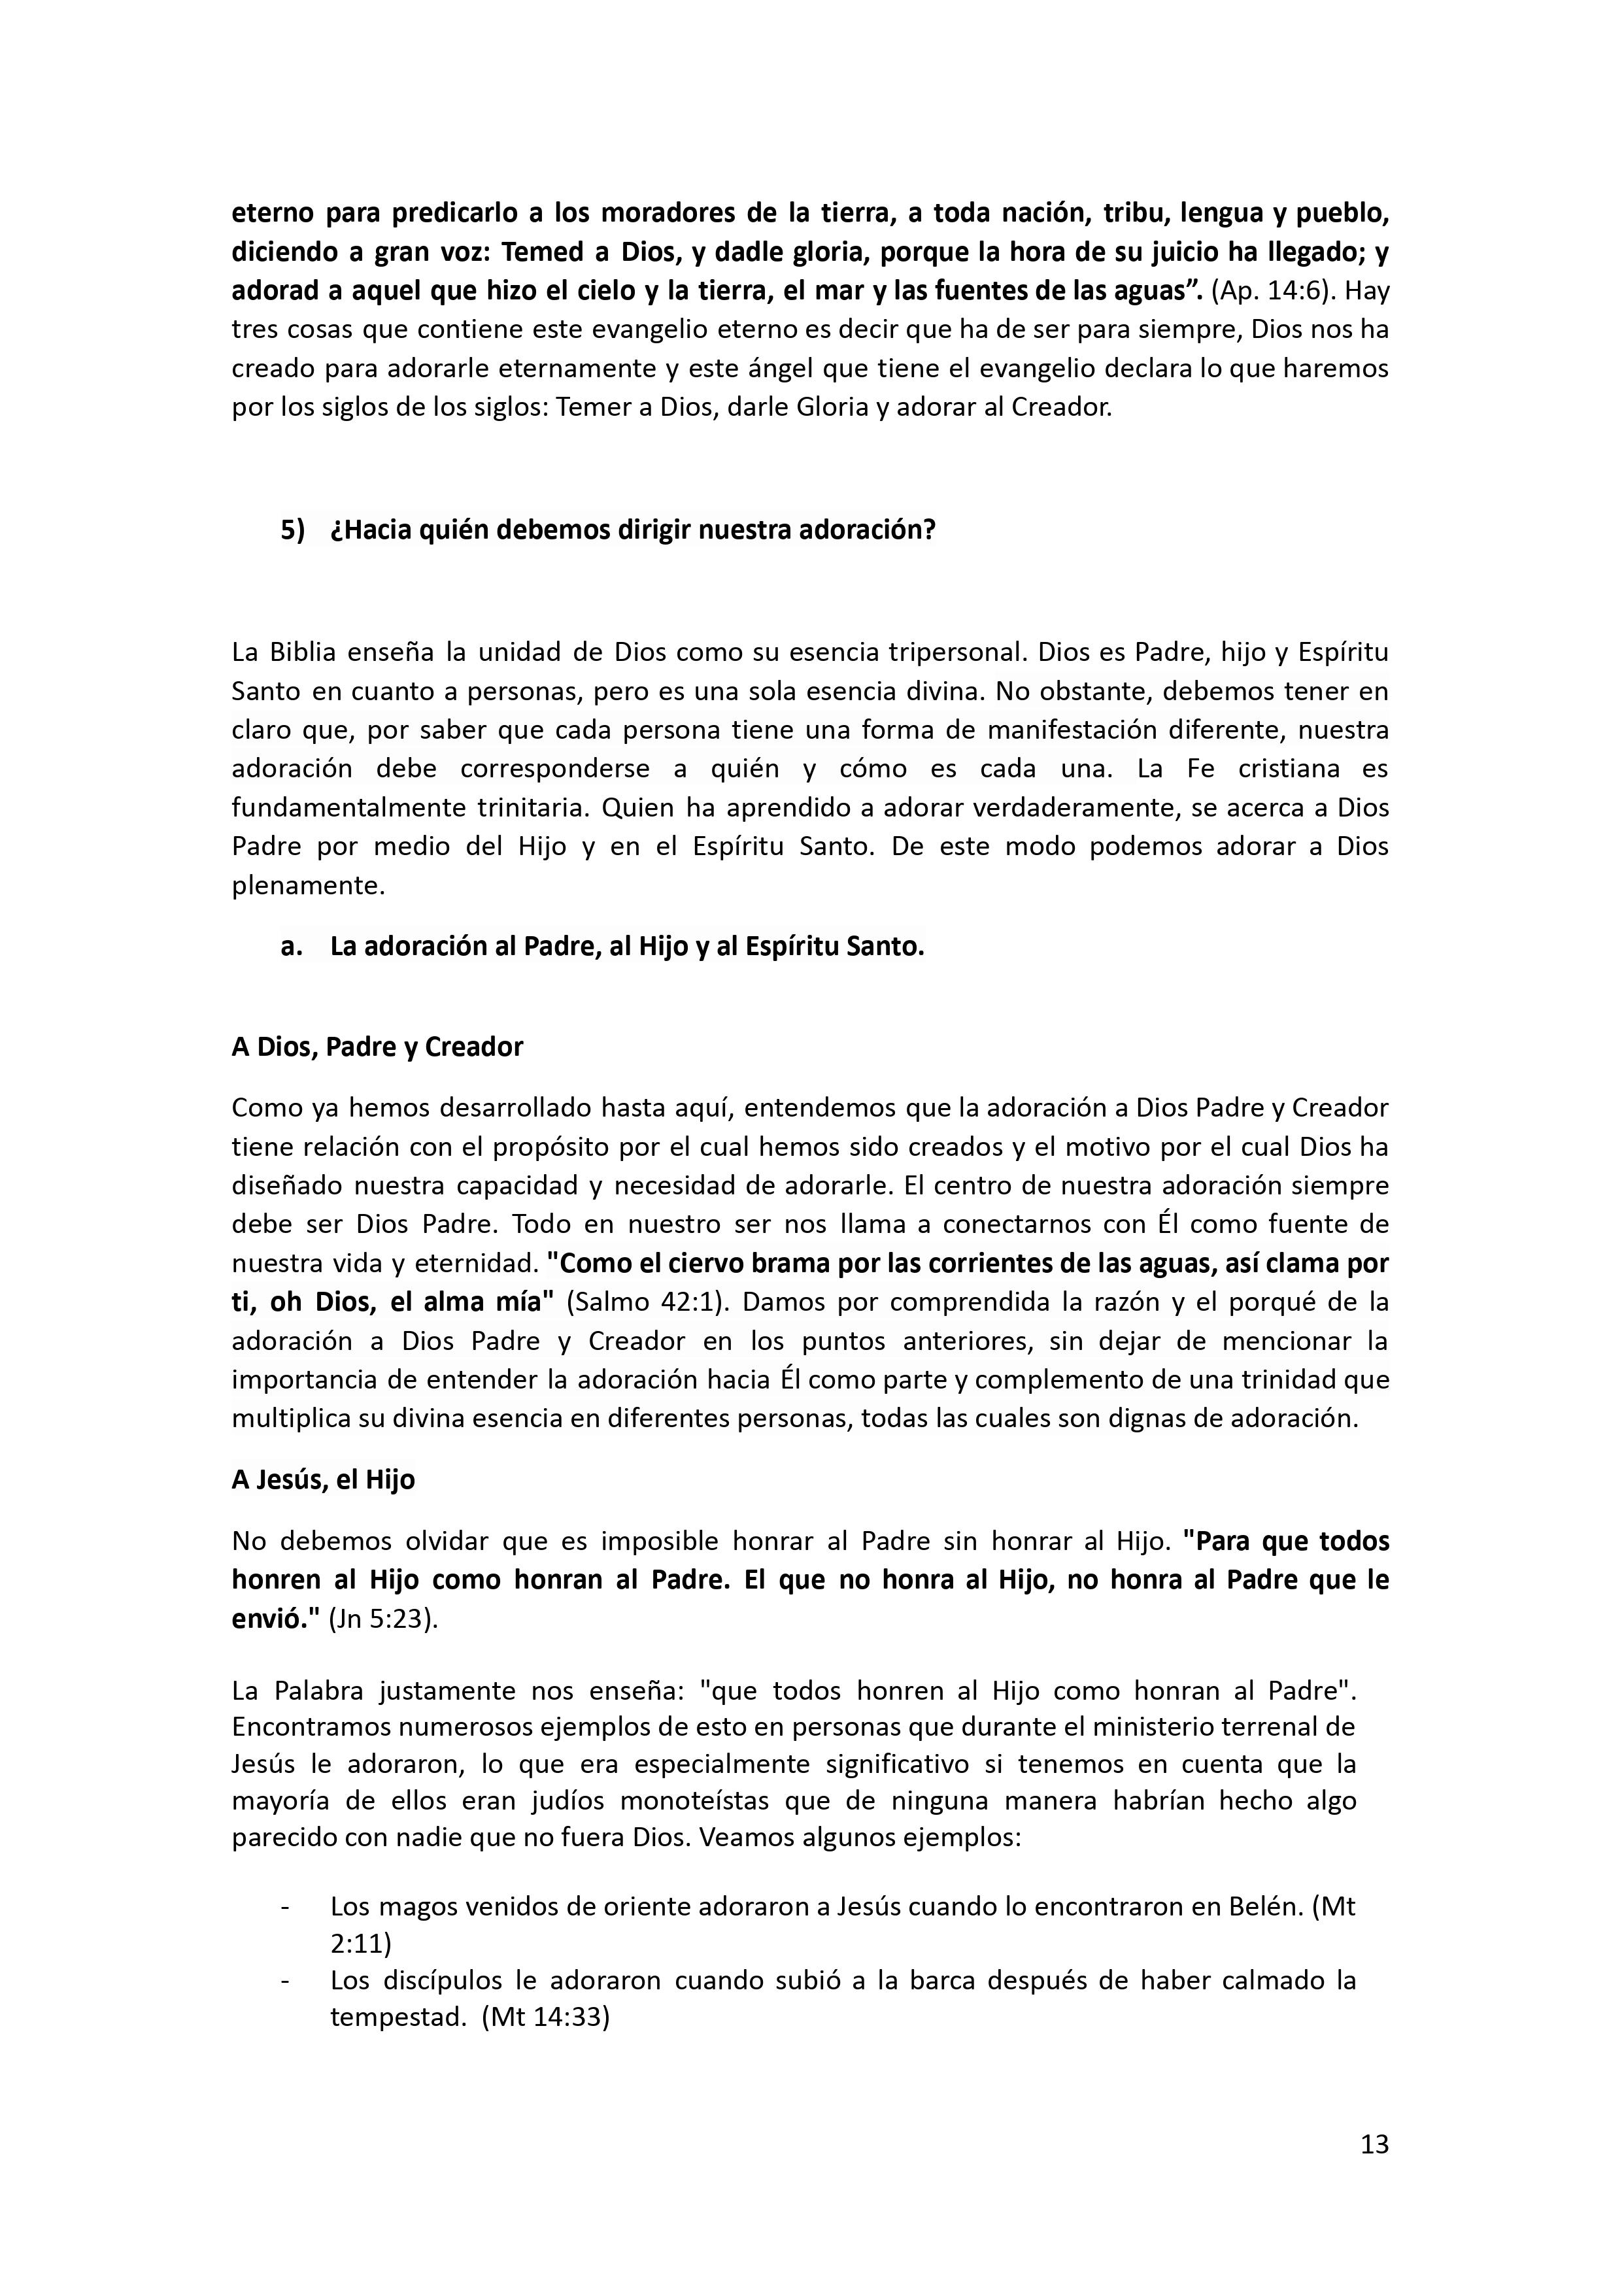 eterno para predicarlo a los moradores de la tierra, a toda nación, tribu, lengua y pueblo,
diciendo a gran voz: Temed a Dios, y dadle gloria, porque la hora de su juicio ha llegado; y
adorad a aquel que hizo el cielo y la tierra, el mar y las fuentes de las aguas”. (Ap. 14:6). Hay
tres cosas que contiene este evangelio eterno es decir que ha de ser para siempre, Dios nos ha
creado para adorarle eternamente y este ángel que tiene el evangelio declara lo que haremos
por los siglos de los siglos: Temer a Dios, darle Gloria y adorar al Creador.
5) ¿Hacia quién debemos dirigir nuestra adoración?
La Biblia enseña la unidad de Dios como su esencia tripersonal. Dios es Padre, hijo y Espíritu
Santo en cuanto a personas, pero es una sola esencia divina. No obstante, debemos tener en
claro que, por saber que cada persona tiene una forma de manifestación diferente, nuestra
adoración debe corresponderse a quién y cómo es cada una. La Fe cristiana es
fundamentalmente trinitaria. Quien ha aprendido a adorar verdaderamente, se acerca a Dios
Padre por medio del Hijo y en el Espíritu Santo. De este modo podemos adorar a Dios
plenamente.
a. La adoración al Padre, al Hijo y al Espíritu Santo.
A Dios, Padre y Creador
Como ya hemos desarrollado hasta aquí, entendemos que la adoración a Dios Padre y Creador
tiene relación con el propósito por el cual hemos sido creados y el motivo por el cual Dios ha
diseñado nuestra capacidad y necesidad de adorarle. El centro de nuestra adoración siempre
debe ser Dios Padre. Todo en nuestro ser nos llama a conectarnos con Él como fuente de
nuestra vida y eternidad. "Como el ciervo brama por las corrientes de las aguas, así clama por
ti, oh Dios, el alma mía" (Salmo 42:1). Damos por comprendida la razón y el porqué de la
adoración a Dios Padre y Creador en los puntos anteriores, sin dejar de mencionar la
importancia de entender la adoración hacia Él como parte y complemento de una trinidad que
multiplica su divina esencia en diferentes personas, todas las cuales son dignas de adoración.
A Jesús, el Hijo
No debemos olvidar que es imposible honrar al Padre sin honrar al Hijo. "Para que todos
honren al Hijo como honran al Padre. El que no honra al Hijo, no honra al Padre que le
envió." (Jn 5:23).
La Palabra justamente nos enseña: "que todos honren al Hijo como honran al Padre".
Encontramos numerosos ejemplos de esto en personas que durante el ministerio terrenal de
Jesús le adoraron, lo que era especialmente significativo si tenemos en cuenta que la
mayoría de ellos eran judíos monoteístas que de ninguna manera habrían hecho algo
parecido con nadie que no fuera Dios. Veamos algunos ejemplos:
- Los magos venidos de oriente adoraron a Jesús cuando lo encontraron en Belén. (Mt
2:11)
- Los discípulos le adoraron cuando subió a la barca después de haber calmado la
tempestad. (Mt 14:33)
13